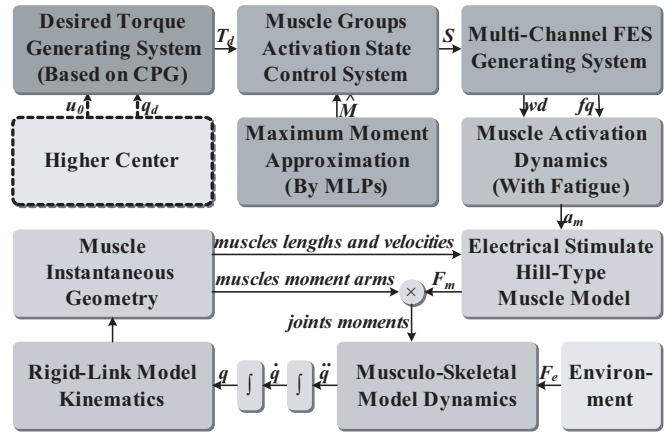 Desired Torque
Generating System
(Based on CPG)
T_d
Muscle Groups
Activation State
Control System
S
Multi-Channel FES
Generating System
u_0
q_d
M̂
wd
fq
Higher Center
Maximum Moment
Approximation
(By MLPs)
Muscle Activation
Dynamics
(With Fatigue)
a_m
Muscle
Instantaneous
Geometry
muscles lengths and velocities
muscles moment arms
×
F_m
Electrical Stimulate
Hill-Type
Muscle Model
joints moments
Rigid-Link Model
Kinematics
q
∫
q̇
∫
q̈
Musculo-Skeletal
Model Dynamics
F_e
Environ-
ment